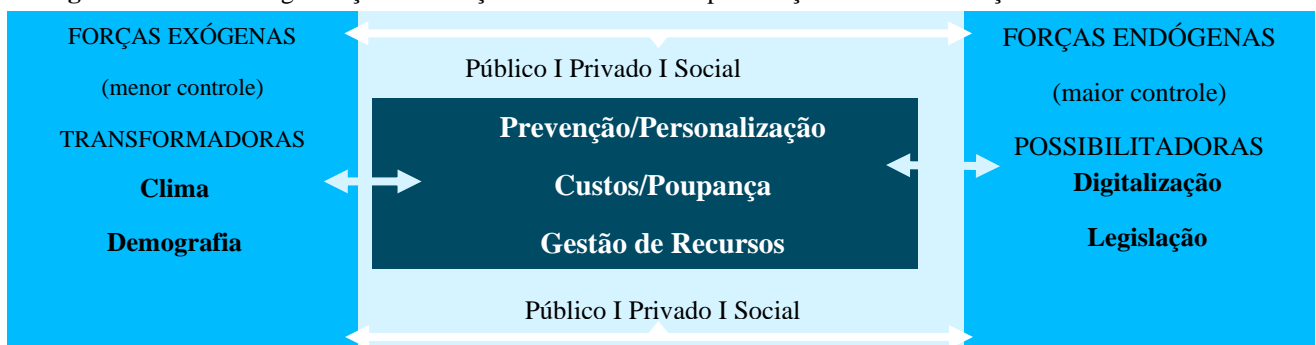 FORÇAS EXÓGENAS
(menor controle)
TRANSFORMADORAS
Clima
Demografia
Público I Privado I Social
Prevenção/Personalização
Custos/Poupança
Gestão de Recursos
Público I Privado I Social
FORÇAS ENDÓGENAS
(maior controle)
POSSIBILITADORAS
Digitalização
Legislação